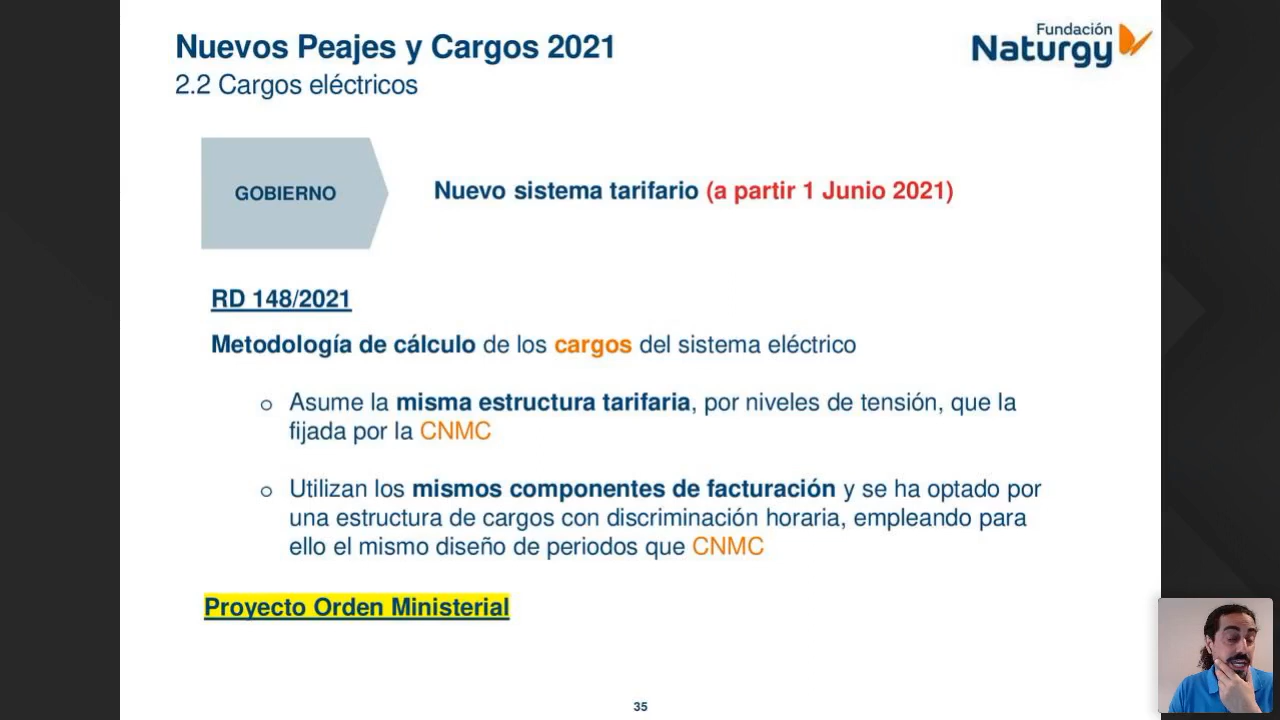 Nuevos Peajes y Cargos 2021
2.2 Cargos eléctricos
Fundación
Naturgy
GOBIERNO
Nuevo sistema tarifario (a partir 1 Junio 2021)
RD 148/2021
Metodología de cálculo de los cargos del sistema eléctrico
o Asume la misma estructura tarifaria, por niveles de tensión, que la
fijada por la CNMC
o Utilizan los mismos componentes de facturación y se ha optado por
una estructura de cargos con discriminación horaria, empleando para
ello el mismo diseño de periodos que CNMC
Proyecto Orden Ministerial
35